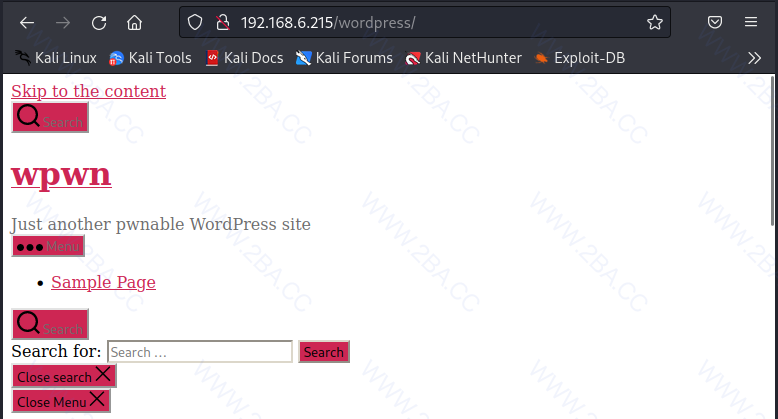 192.168.6.215/wordpress/
Kali Linux Kali Tools Kali Docs Kali Forums Kali NetHunter Exploit-DB
Skip to the content
Search
wpwn
Just another pwnable WordPress site
Menu
Sample Page
Search
Search for: Search … Search
Close search
Close Menu
WWW.2BA.CC